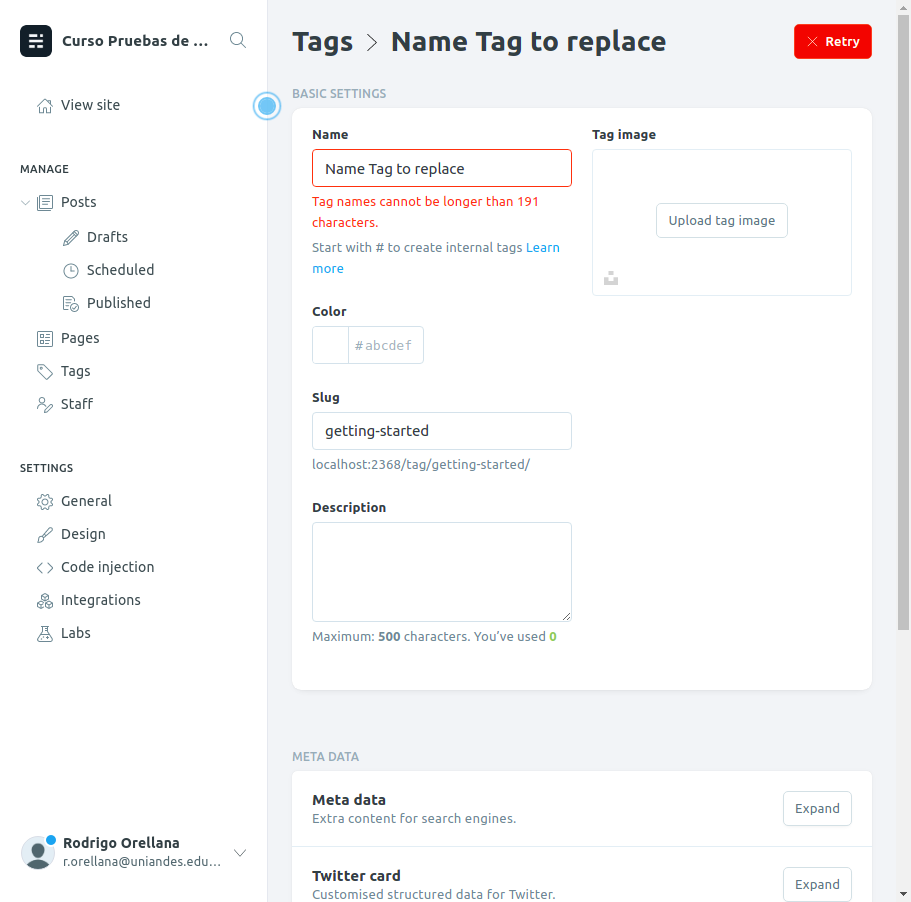 Curso Pruebas de ...
View site
MANAGE
Posts
Drafts
Scheduled
Published
Pages
Tags
Staff
SETTINGS
General
Design
Code injection
Integrations
Labs
Rodrigo Orellana
r.orellana@uniandes.edu...
Tags > Name Tag to replace
Retry
BASIC SETTINGS
Name
Name Tag to replace
Tag names cannot be longer than 191
characters.
Start with # to create internal tags Learn
more
Tag image
Upload tag image
Color
#abcdef
Slug
getting-started
localhost:2368/tag/getting-started/
Description
Maximum: 500 characters. You’ve used 0
META DATA
Meta data
Extra content for search engines.
Expand
Twitter card
Customised structured data for Twitter.
Expand